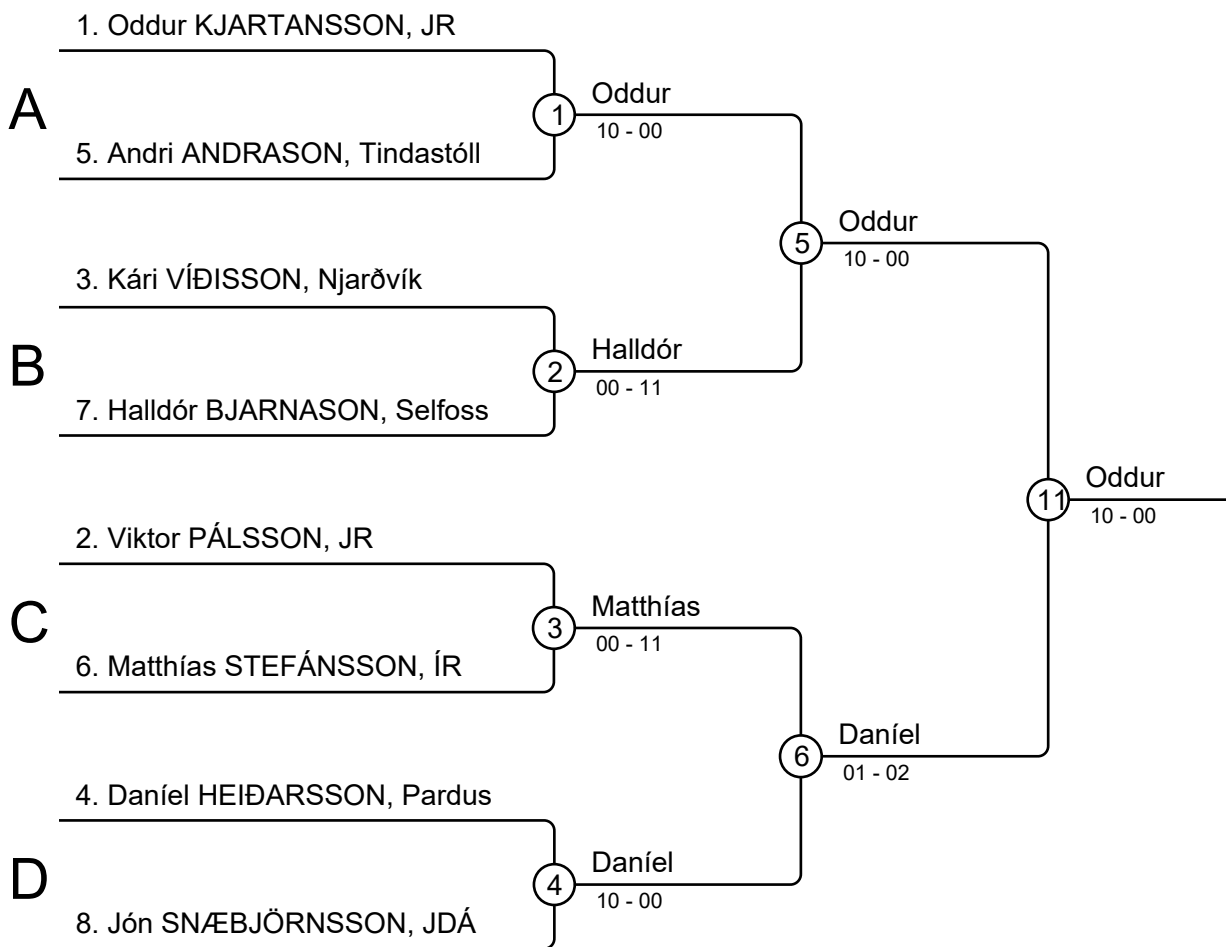 1. Oddur KJARTANSSON, JR
A
1
Oddur
10 - 00
5. Andri ANDRASON, Tindastóll
5
Oddur
10 - 00
3. Kári VÍÐISSON, Njarðvík
B
2
Halldór
00 - 11
7. Halldór BJARNASON, Selfoss
11
Oddur
10 - 00
2. Viktor PÁLSSON, JR
C
3
Matthías
00 - 11
6. Matthías STEFÁNSSON, ÍR
6
Daníel
01 - 02
4. Daníel HEIÐARSSON, Pardus
D
4
Daníel
10 - 00
8. Jón SNÆBJÖRNSSON, JDÁ